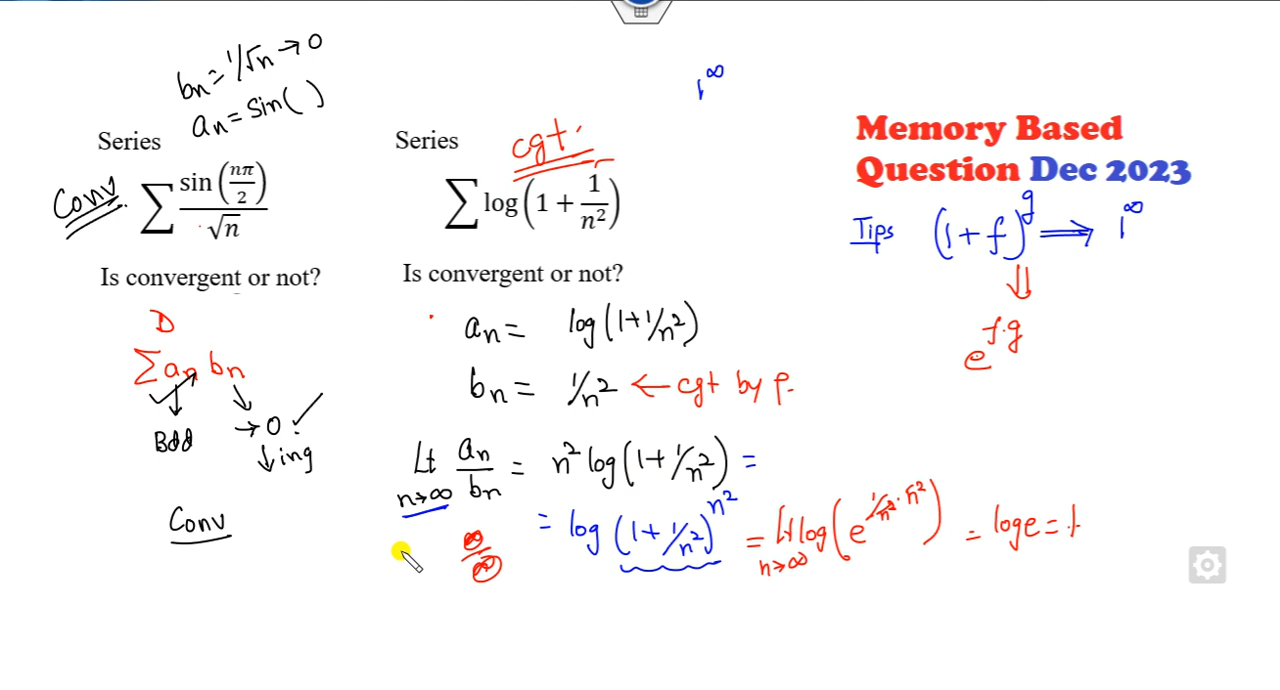 bn = 1/√n → 0
an = sin( )
Series
Conv
∑ sin(nπ/2)/√n
Is convergent or not?
D
∑ an bn
Bdd
→ 0
↓ing
Conv
Series
cgt.
∑ log(1 + 1/n²)
Is convergent or not?
an = log(1+1/n²)
bn = 1/n² ← cgt by p.
Lt n→∞ an/bn = n² log(1+1/n²) =
= log(1+1/n²)^n² = Lt n→∞ log(e^(1/n² · n²)) = log e = 1
∞/∞
1^∞
Memory Based
Question Dec 2023
Tips (1+f)^g ⟹ 1^∞
⇓
e^f.g